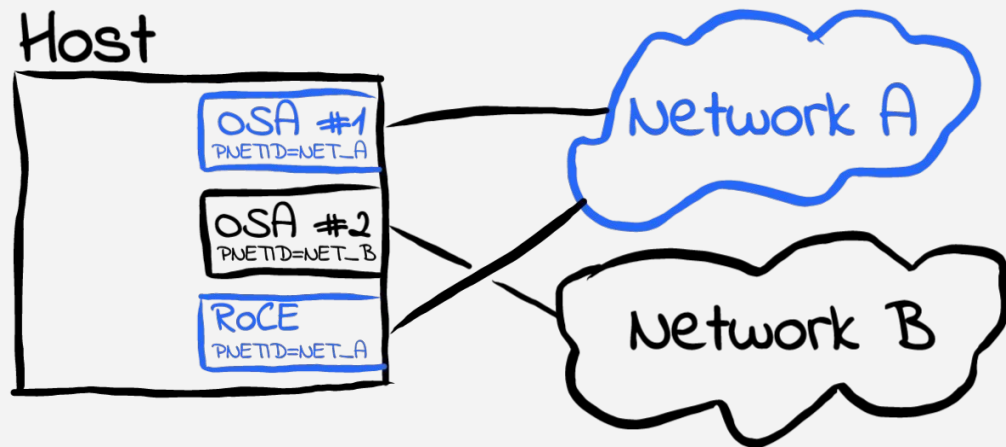 Host
OSA #1
PNETID=NET_A
Network A
OSA #2
PNETID=NET_B
RoCE
PNETID=NET_A
Network B